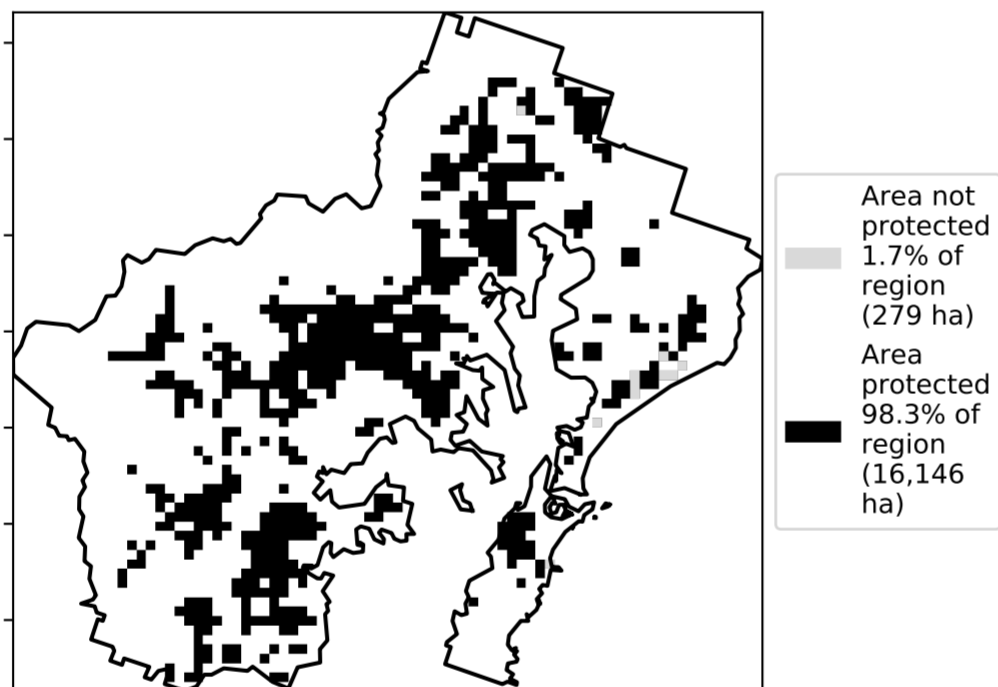 Area not
protected
1.7% of
region
(279 ha)
Area
protected
98.3% of
region
(16,146
ha)